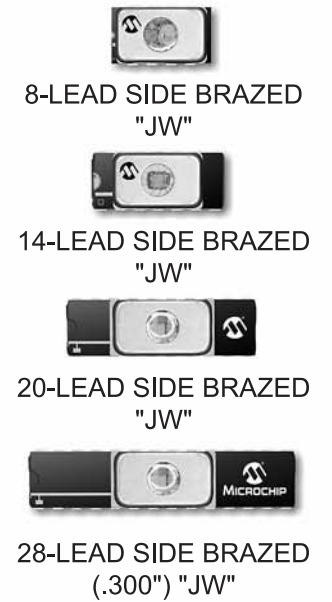 8-LEAD SIDE BRAZED
"JW"
14-LEAD SIDE BRAZED
"JW"
20-LEAD SIDE BRAZED
"JW"
MICROCHIP
28-LEAD SIDE BRAZED
(.300") "JW"